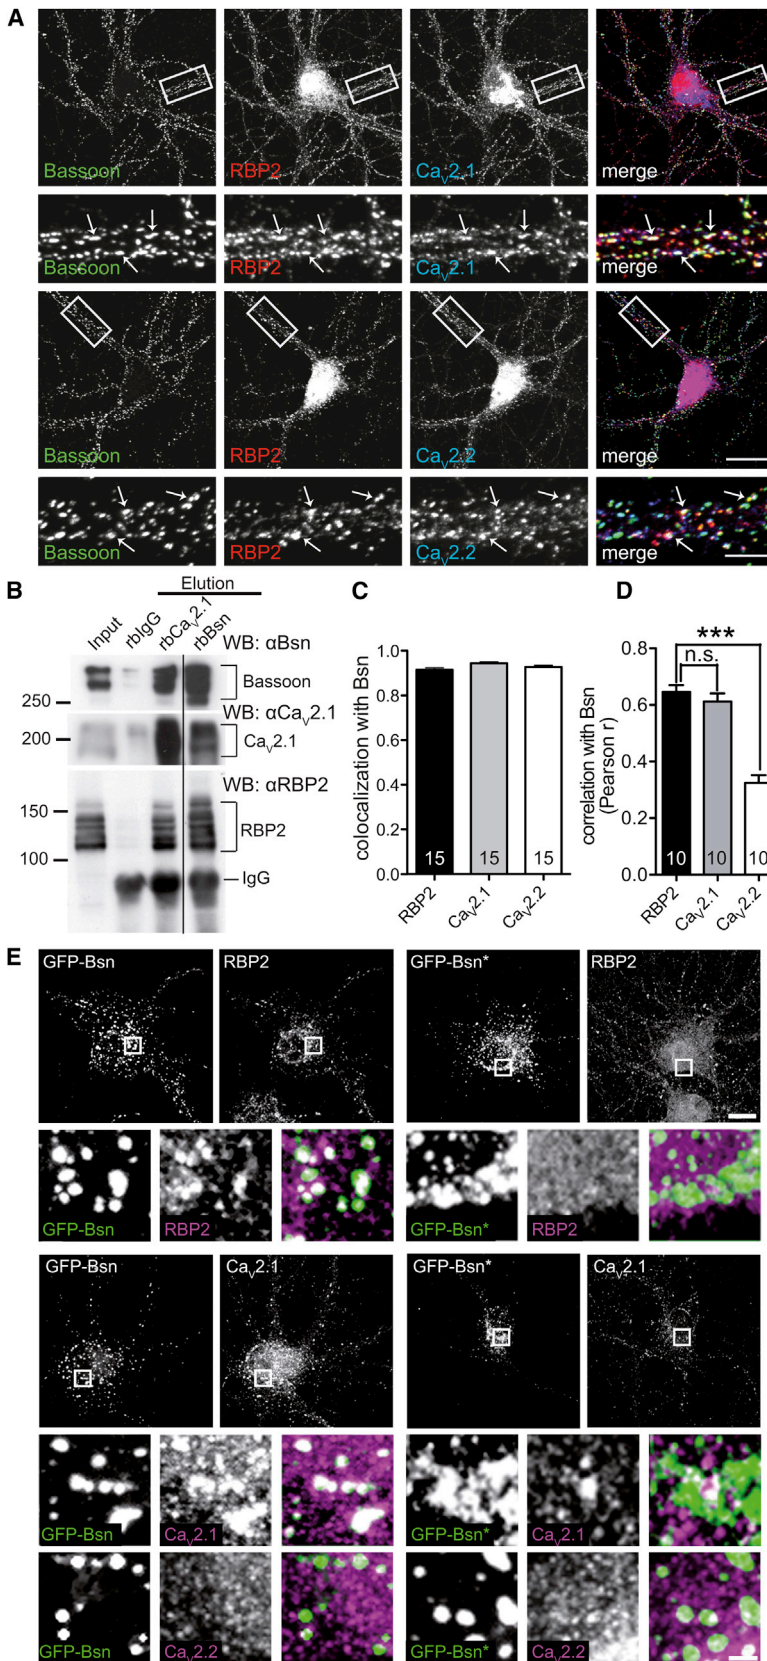 A
Bassoon RBP2 CaV2.1 merge
Bassoon RBP2 CaV2.1 merge
Bassoon RBP2 CaV2.2 merge
Bassoon RBP2 CaV2.2 merge
B
Elution
Input rbIgG rbCaV2.1 rbBsn
WB: αBsn
Bassoon
250
WB: αCaV2.1
200
CaV2.1
WB: αRBP2
150
RBP2
100
IgG
C
colocalization with Bsn
1.0
0.8
0.6
0.4
0.2
0.0
15 15 15
RBP2 CaV2.1 CaV2.2
D
***
n.s.
correlation with Bsn
(Pearson r)
0.8
0.6
0.4
0.2
0.0
10 10 10
RBP2 CaV2.1 CaV2.2
E
GFP-Bsn RBP2 GFP-Bsn* RBP2
GFP-Bsn RBP2 GFP-Bsn* RBP2
GFP-Bsn CaV2.1 GFP-Bsn* CaV2.1
GFP-Bsn CaV2.1 GFP-Bsn* CaV2.1
GFP-Bsn CaV2.2 GFP-Bsn* CaV2.2